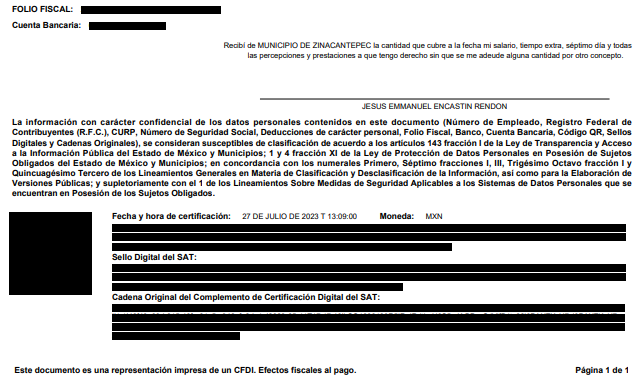 FOLIO FISCAL:
Cuenta Bancaria:
Recibí de MUNICIPIO DE ZINACANTEPEC la cantidad que cubre a la fecha mi salario, tiempo extra, séptimo día y todas
las percepciones y prestaciones a que tengo derecho sin que se me adeude alguna cantidad por otro concepto.
JESUS EMMANUEL ENCASTIN RENDON
La información con carácter confidencial de los datos personales contenidos en este documento (Número de Empleado, Registro Federal de
Contribuyentes (R.F.C.), CURP, Número de Seguridad Social, Deducciones de carácter personal, Folio Fiscal, Banco, Cuenta Bancaria, Código QR, Sellos
Digitales y Cadenas Originales), se consideran susceptibles de clasificación de acuerdo a los artículos 143 fracción I de la Ley de Transparencia y Acceso
a la Información Pública del Estado de México y Municipios; 1 y 4 fracción XI de la Ley de Protección de Datos Personales en Posesión de Sujetos
Obligados del Estado de México y Municipios; en concordancia con los numerales Primero, Séptimo fracciones I, III, Trigésimo Octavo fracción I y
Quincuagésimo Tercero de los Lineamientos Generales en Materia de Clasificación y Desclasificación de la Información, así como para la Elaboración de
Versiones Públicas; y supletoriamente con el 1 de los Lineamientos Sobre Medidas de Seguridad Aplicables a los Sistemas de Datos Personales que se
encuentran en Posesión de los Sujetos Obligados.
Fecha y hora de certificación: 27 DE JULIO DE 2023 T 13:09:00 Moneda: MXN
Sello Digital del SAT:
Cadena Original del Complemento de Certificación Digital del SAT:
Este documento es una representación impresa de un CFDI. Efectos fiscales al pago. Página 1 de 1